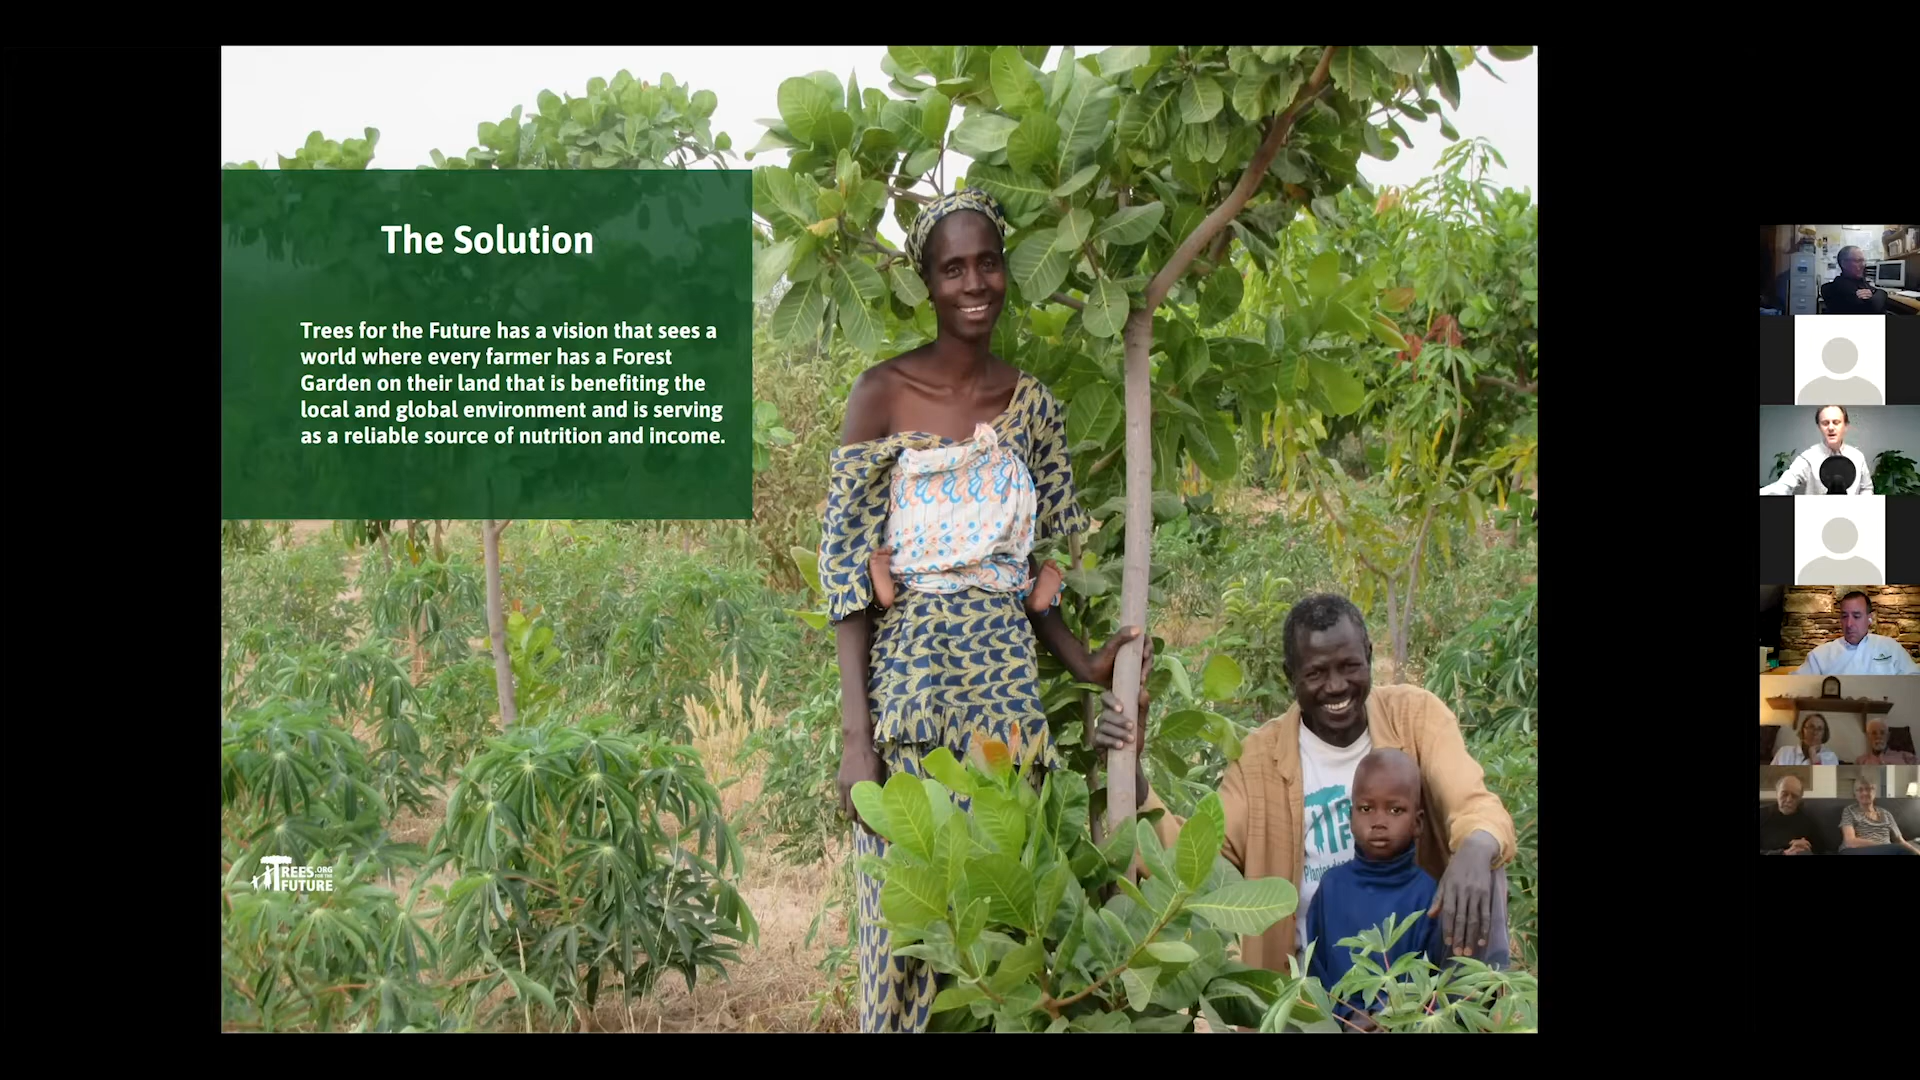 The Solution
Trees for the Future has a vision that sees a
world where every farmer has a Forest
Garden on their land that is benefiting the
local and global environment and is serving
as a reliable source of nutrition and income.
TREES.ORG
FOR THE
FUTURE